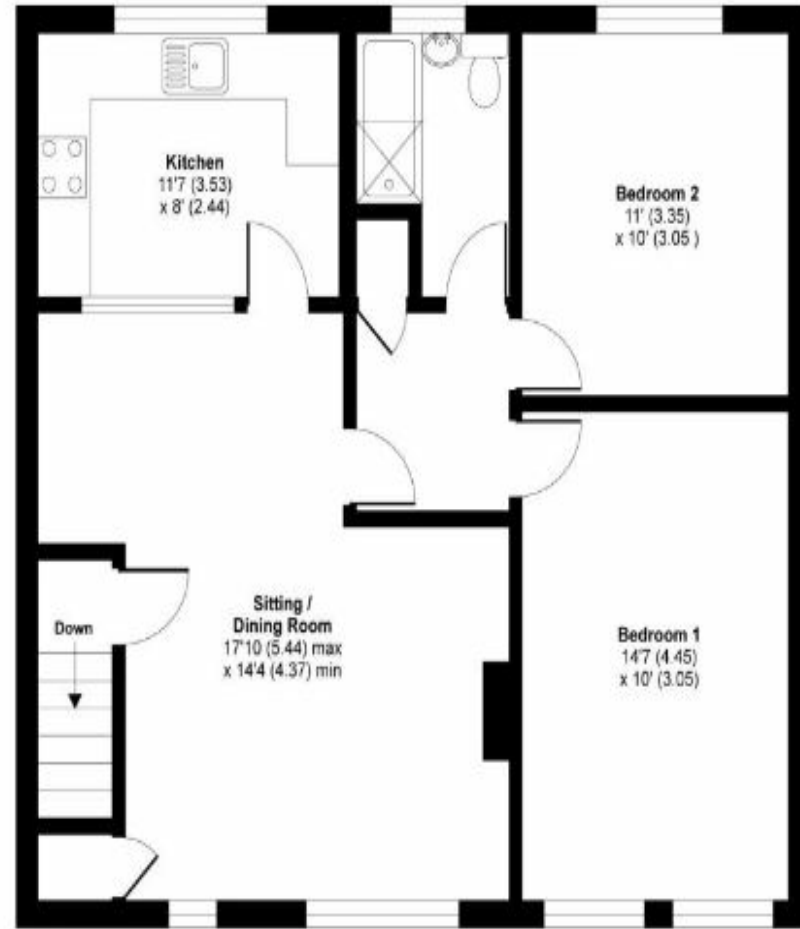 Kitchen
11'7 (3.53)
x 8' (2.44)
Bedroom 2
11' (3.35)
x 10' (3.05 )
Down
Sitting /
Dining Room
17'10 (5.44) max
x 14'4 (4.37) min
Bedroom 1
14'7 (4.45)
x 10' (3.05)